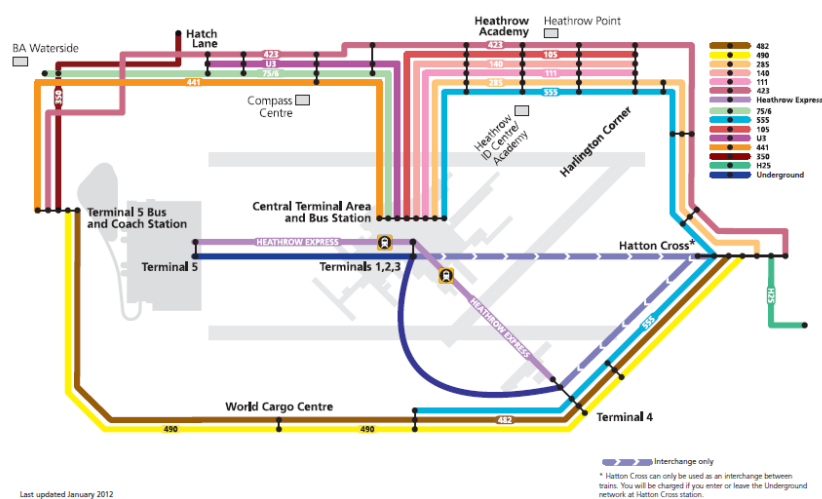 Heathrow
Academy
Heathrow Point
Hatch
Lane
BA Waterside
423
U3
75/6
441
350
423
105
140
111
285
555
Compass
Centre
Heathrow
ID Centre/
Academy
Harlington Corner
482
490
285
140
111
423
Heathrow Express
75/6
555
105
U3
441
350
H25
Underground
Terminal 5 Bus
and Coach Station
Central Terminal Area
and Bus Station
HEATHROW EXPRESS
Terminal 5
Terminals 1,2,3
Hatton Cross*
HEATHROW EXPRESS
H25
555
World Cargo Centre
Terminal 4
490
490
482
Interchange only
* Hatton Cross can only be used as an interchange between
trains. You will be charged if you enter or leave the Underground
network at Hatton Cross station.
Last updated January 2012